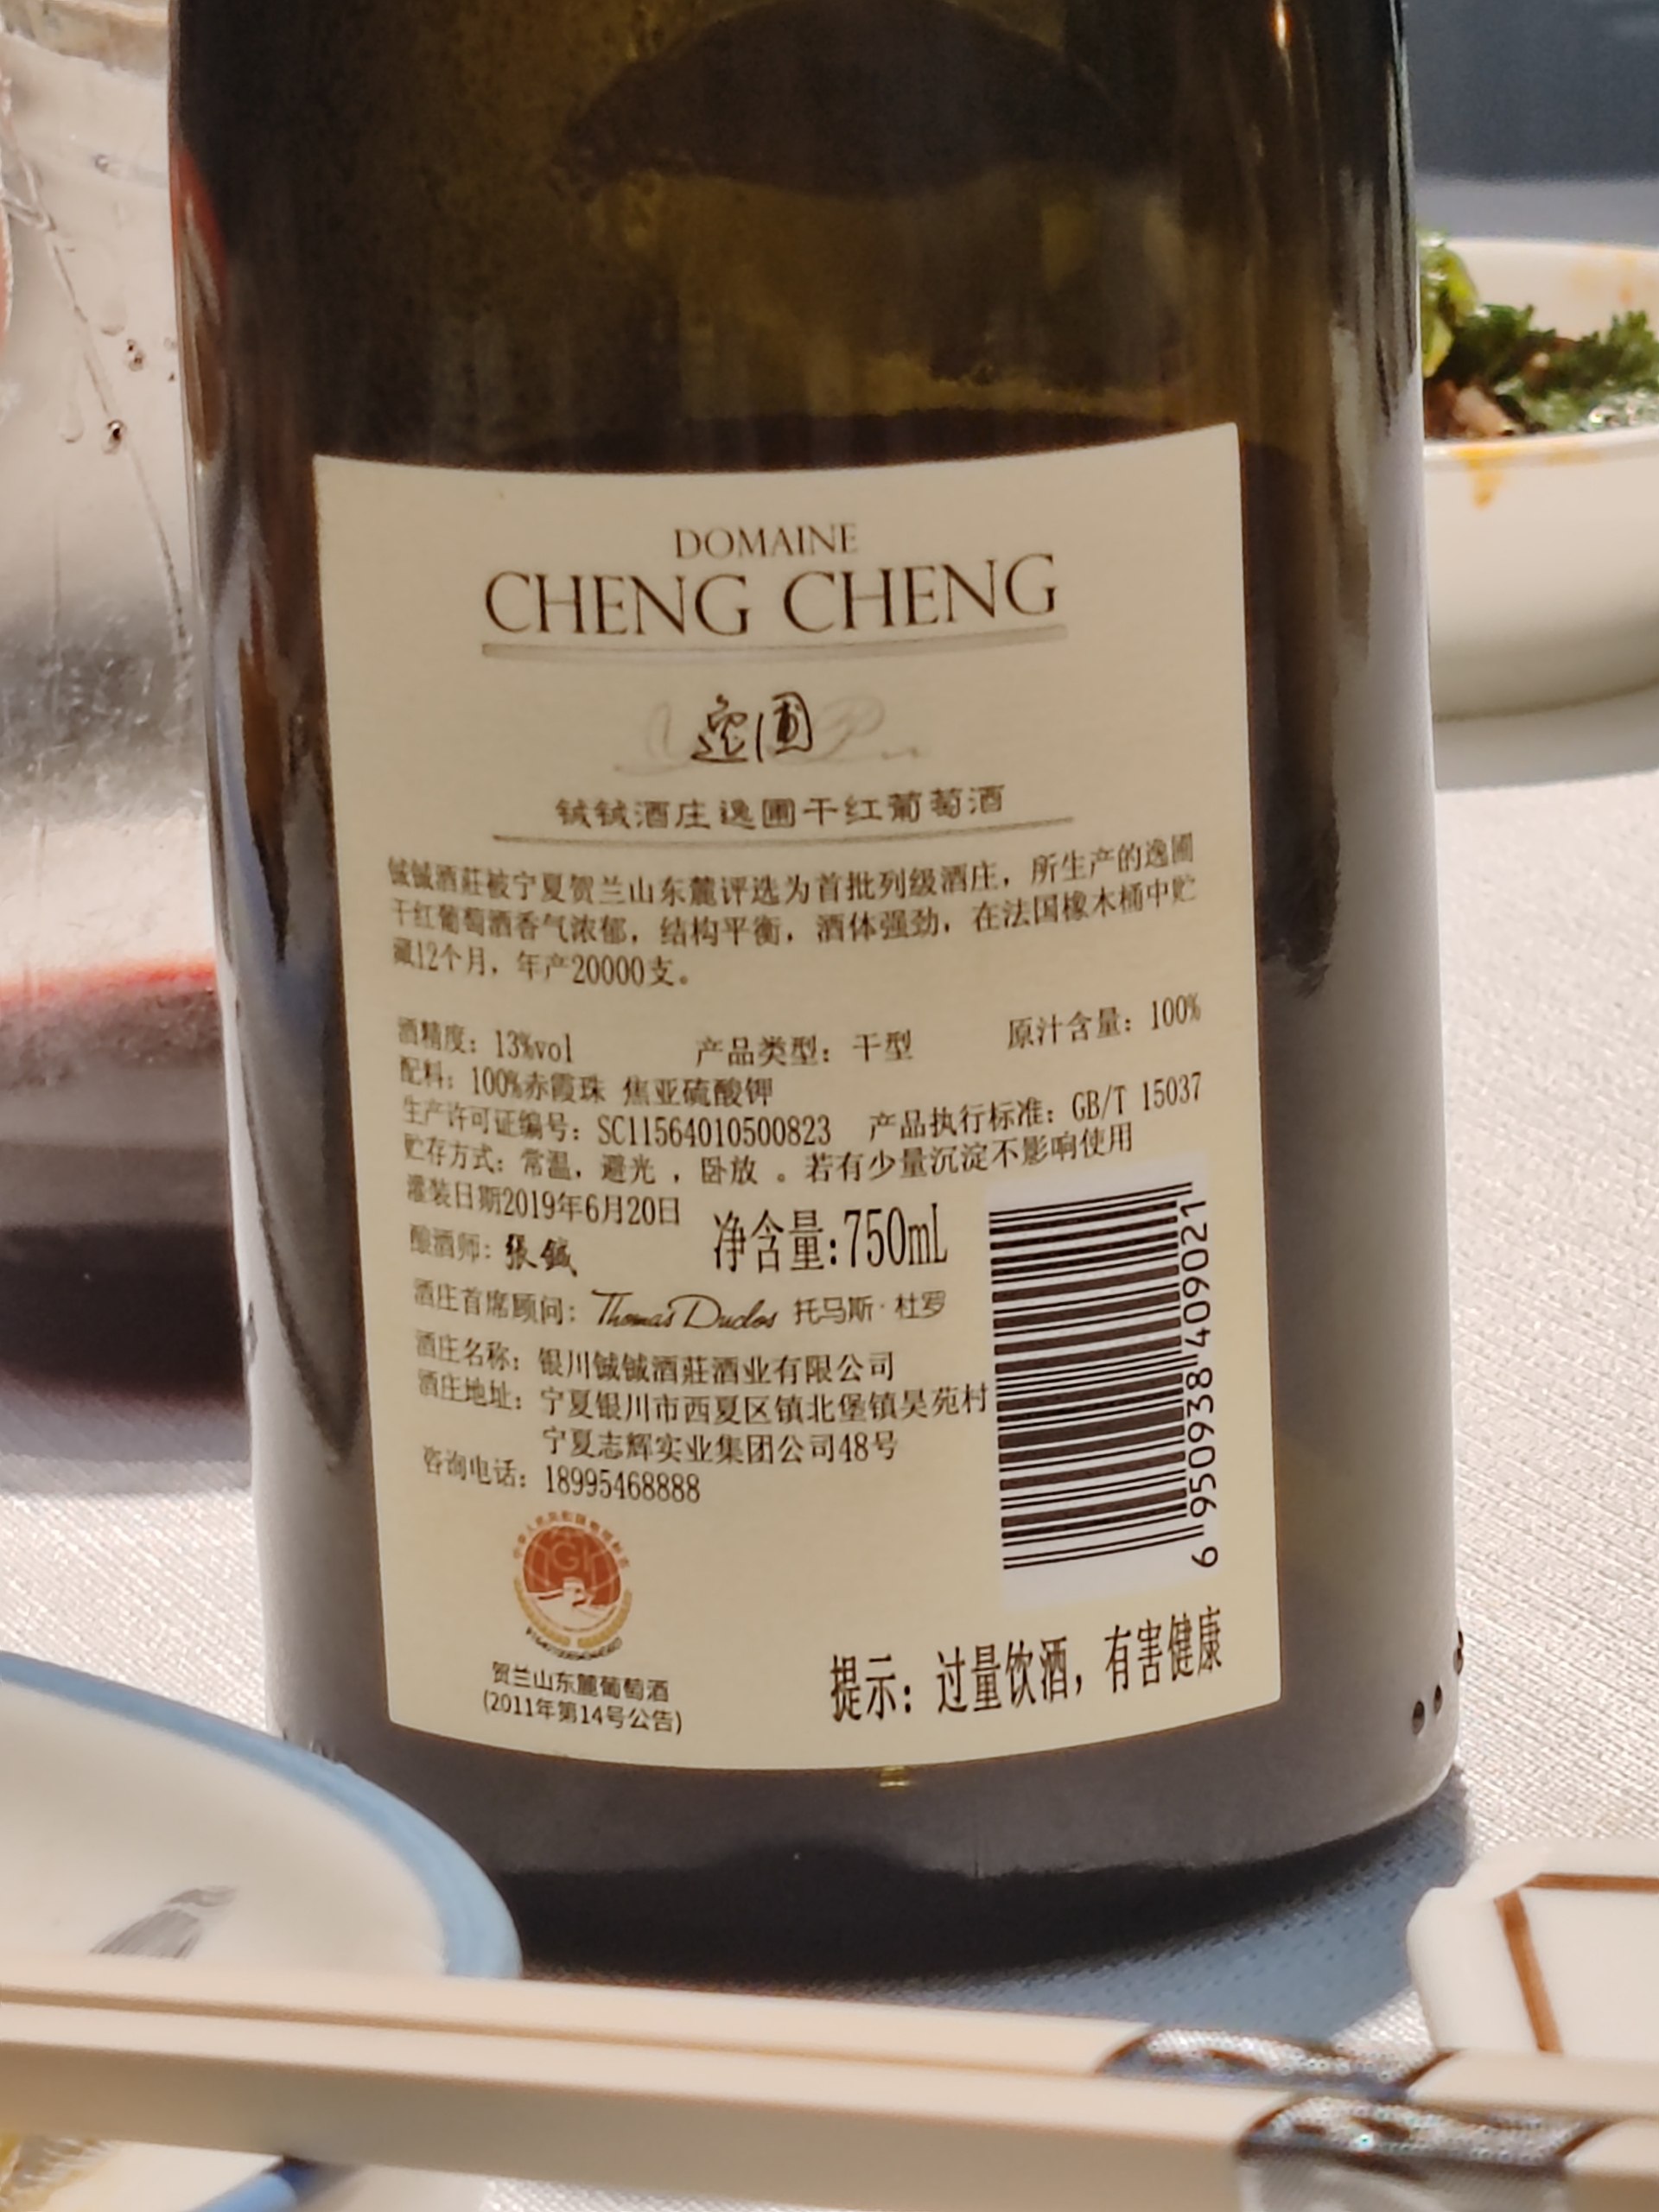 DOMAINE
CHENG CHENG
逸圃
铖铖酒庄逸圃干红葡萄酒
铖铖酒莊被宁夏贺兰山东麓评选为首批列级酒庄，所生产的逸圃
干红葡萄酒香气浓郁，结构平衡，酒体强劲，在法国橡木桶中贮
藏12个月，年产20000支。
酒精度：13%vol 产品类型：干型 原汁含量：100%
配料：100%赤霞珠 焦亚硫酸钾
生产许可证编号：SC11564010500823 产品执行标准：GB/T 15037
贮存方式：常温，避光，卧放。若有少量沉淀不影响使用
灌装日期2019年6月20日
净含量:750mL
酿酒师：張铖
酒庄首席顾问：Thomas Duclos 托马斯·杜罗
酒庄名称：银川铖铖酒莊酒业有限公司
酒庄地址：宁夏银川市西夏区镇北堡镇吴苑村
宁夏志辉实业集团公司48号
咨询电话：18995468888
6 950938 409021
GI
贺兰山东麓葡萄酒
(2011年第14号公告)
提示：过量饮酒，有害健康